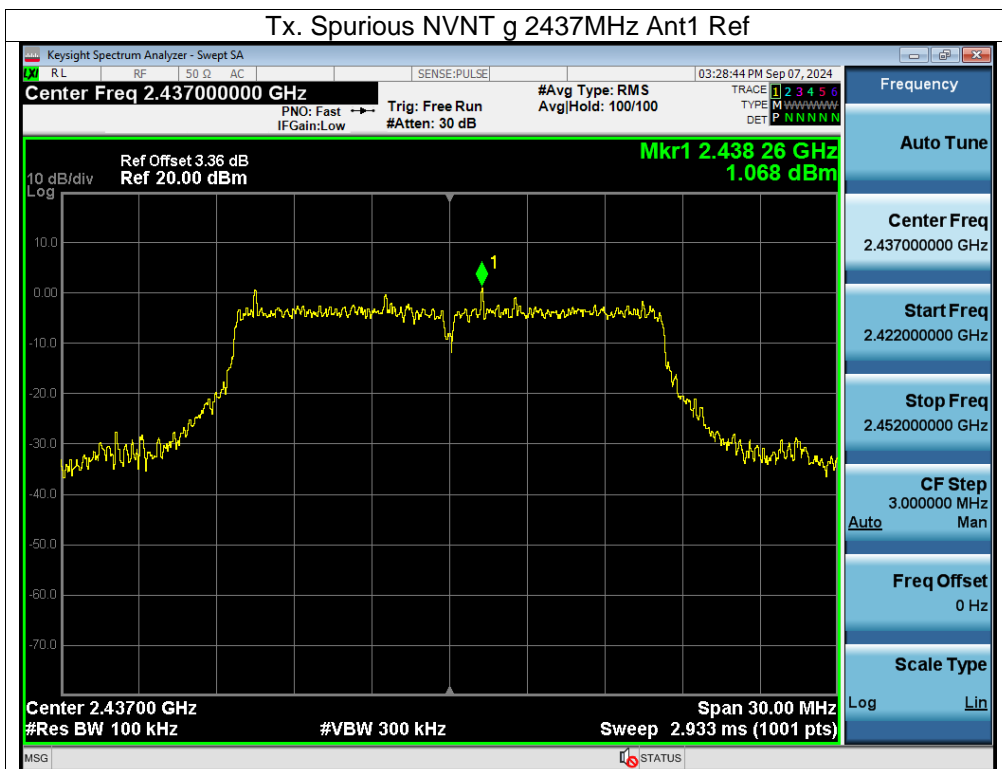 Tx. Spurious NVNT g 2437MHz Ant1 Ref
Keysight Spectrum Analyzer - Swept SA
LXI RL RF 50 Ω AC SENSE:PULSE 03:28:44 PM Sep 07, 2024
Center Freq 2.437000000 GHz
PNO: Fast
IFGain:Low
Trig: Free Run
#Atten: 30 dB
#Avg Type: RMS
Avg|Hold: 100/100
TRACE 1 2 3 4 5 6
TYPE M WWWWW
DET P N N N N N
Frequency
Auto Tune
Center Freq
2.437000000 GHz
Start Freq
2.422000000 GHz
Stop Freq
2.452000000 GHz
CF Step
3.000000 MHz
Auto Man
Freq Offset
0 Hz
Scale Type
Log Lin
Mkr1 2.438 26 GHz
1.068 dBm
Ref Offset 3.36 dB
10 dB/div Ref 20.00 dBm
Log
1
10.0
0.00
-10.0
-20.0
-30.0
-40.0
-50.0
-60.0
-70.0
Center 2.43700 GHz Span 30.00 MHz
#Res BW 100 kHz #VBW 300 kHz Sweep 2.933 ms (1001 pts)
MSG STATUS